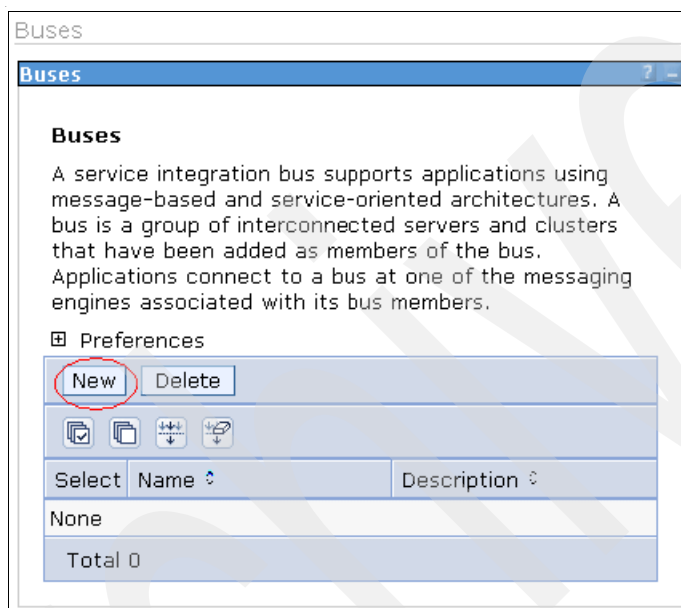 Buses
Buses
? –
Buses
A service integration bus supports applications using
message-based and service-oriented architectures. A
bus is a group of interconnected servers and clusters
that have been added as members of the bus.
Applications connect to a bus at one of the messaging
engines associated with its bus members.
Preferences
New Delete
Select Name Description
None
Total 0